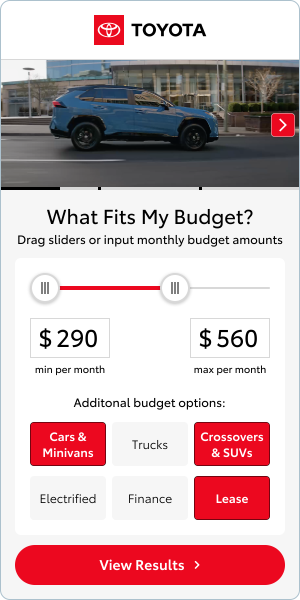 TOYOTA
What Fits My Budget?
Drag sliders or input monthly budget amounts
$ 290
$ 560
min per month
max per month
Additonal budget options:
Cars &
Minivans
Trucks
Crossovers
& SUVs
Electrified
Finance
Lease
View Results